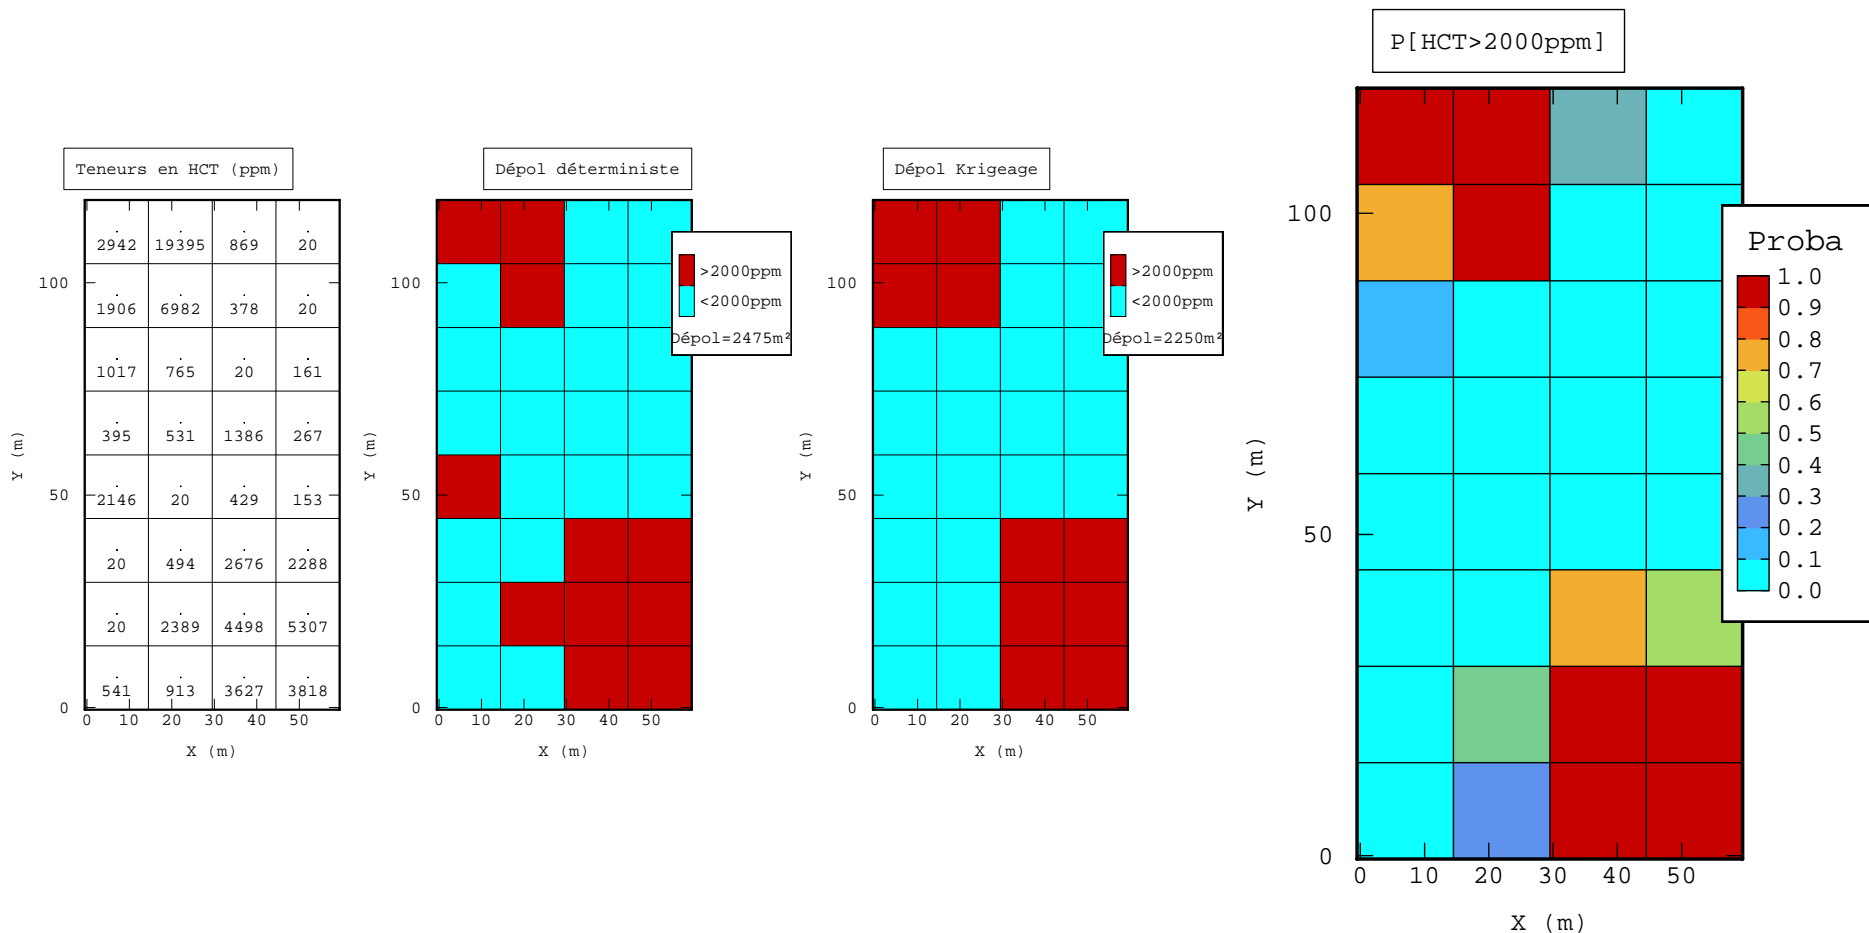 P[HCT>2000ppm]
Teneurs en HCT (ppm)
Dépol déterministe
Dépol Krigeage
2942 19395 869 20
1906 6982 378 20
1017 765 20 161
395 531 1386 267
2146 20 429 153
20 494 2676 2288
20 2389 4498 5307
541 913 3627 3818
100
50
0
Y (m)
0 10 20 30 40 50
X (m)
100
50
0
Y (m)
0 10 20 30 40 50
X (m)
>2000ppm
<2000ppm
Dépol=2475m²
100
50
0
Y (m)
0 10 20 30 40 50
X (m)
>2000ppm
<2000ppm
Dépol=2250m²
100
50
0
Y (m)
0 10 20 30 40 50
X (m)
Proba
1.0
0.9
0.8
0.7
0.6
0.5
0.4
0.3
0.2
0.1
0.0